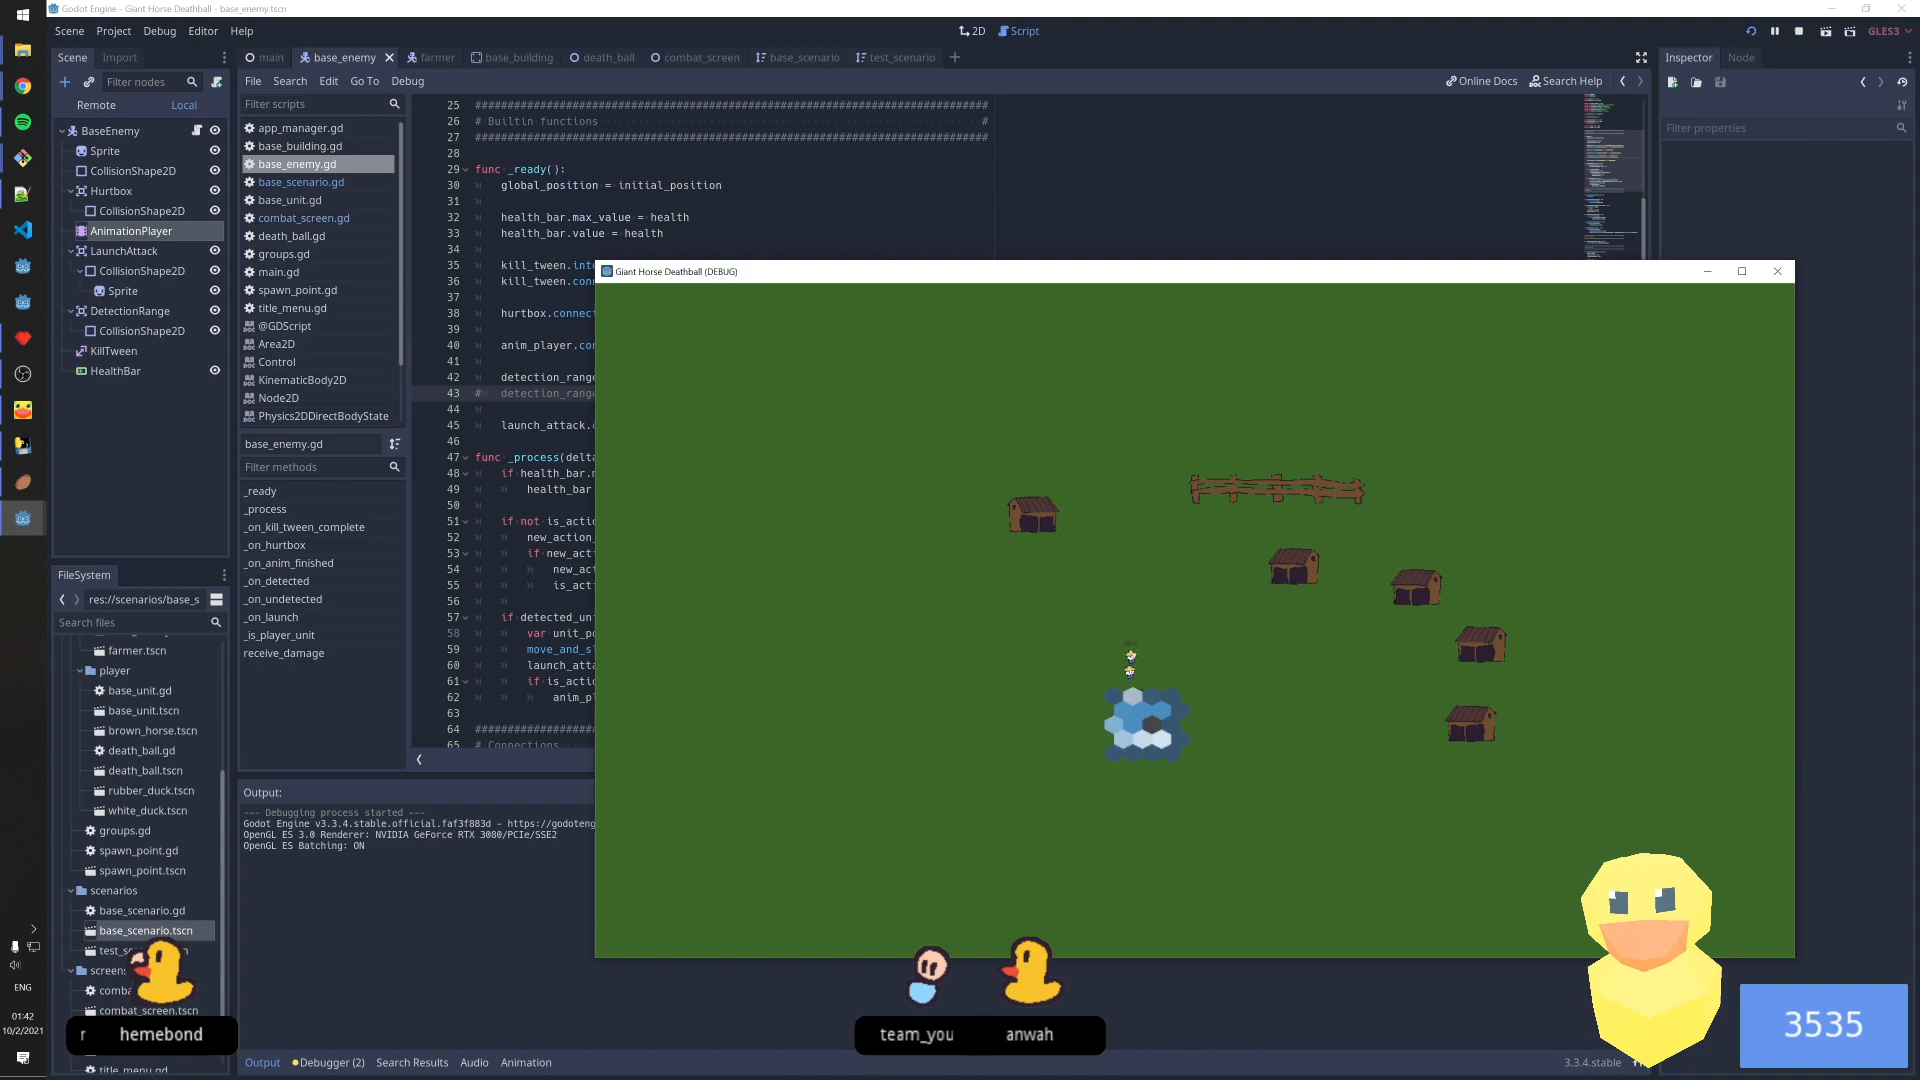 Godot Engine - Giant Horse Deathball - base_enemy.tscn
Scene Project Debug Editor Help
2D Script
GLES3
Scene Import
main base_enemy farmer base_building death_ball combat_screen base_scenario test_scenario
Inspector Node
Filter nodes
File Search Edit Go To Debug
Online Docs Search Help
Remote Local
Filter scripts
Filter properties
BaseEnemy
Sprite
CollisionShape2D
Hurtbox
CollisionShape2D
AnimationPlayer
LaunchAttack
CollisionShape2D
Sprite
DetectionRange
CollisionShape2D
KillTween
HealthBar
app_manager.gd
base_building.gd
base_enemy.gd
base_scenario.gd
base_unit.gd
combat_screen.gd
death_ball.gd
groups.gd
main.gd
spawn_point.gd
title_menu.gd
@GDScript
Area2D
Control
KinematicBody2D
Node2D
Physics2DDirectBodyState
base_enemy.gd
Filter methods
_ready
_process
_on_kill_tween_complete
_on_hurtbox
_on_anim_finished
_on_detected
_on_undetected
_on_launch
_is_player_unit
receive_damage
25 ################################################################################
26 # Builtin functions #
27 ################################################################################
28
29 func _ready():
30 global_position = initial_position
31
32 health_bar.max_value = health
33 health_bar.value = health
34
35 kill_tween.int
36 kill_tween.con
37
38 hurtbox.connec
39
40 anim_player.co
41
42 detection_rang
43 # detection_rang
44
45 launch_attack.
46
47 func _process(delt
48 if health_bar.
49 health_bar.
50
51 if not is_acti
52 new_action_
53 if new_act
54 new_ac
55 is_act
56
57 if detected_un
58 var unit_po
59 move_and_s
60 launch_att
61 if is_acti
62 anim_p
63
64 ####################
65 # Connections
Giant Horse Deathball (DEBUG)
FileSystem
res://scenarios/base_s
Search files
farmer.tscn
player
base_unit.gd
base_unit.tscn
brown_horse.tscn
death_ball.gd
death_ball.tscn
rubber_duck.tscn
white_duck.tscn
groups.gd
spawn_point.gd
spawn_point.tscn
scenarios
base_scenario.gd
base_scenario.tscn
test_s
screens
comba
combat_screen.tscn
title_menu.gd
Output:
--- Debugging process started ---
Godot Engine v3.3.4.stable.official.faf3f883d - https://godoteng
OpenGL ES 3.0 Renderer: NVIDIA GeForce RTX 3080/PCIe/SSE2
OpenGL ES Batching: ON
Output Debugger (2) Search Results Audio Animation
3.3.4.stable
ENG
01:42
10/2/2021
r hemebond
team_you anwah
3535